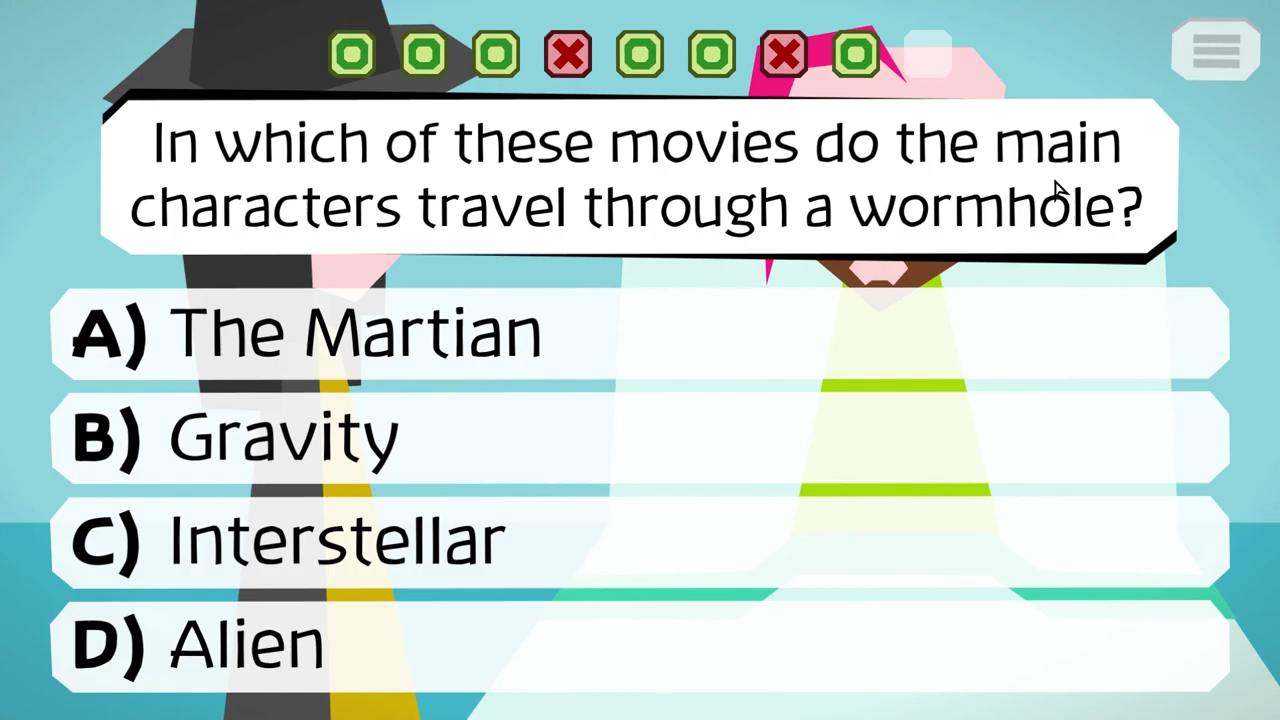 In which of these movies do the main
characters travel through a wormhole?
A) The Martian
B) Gravity
C) Interstellar
D) Alien